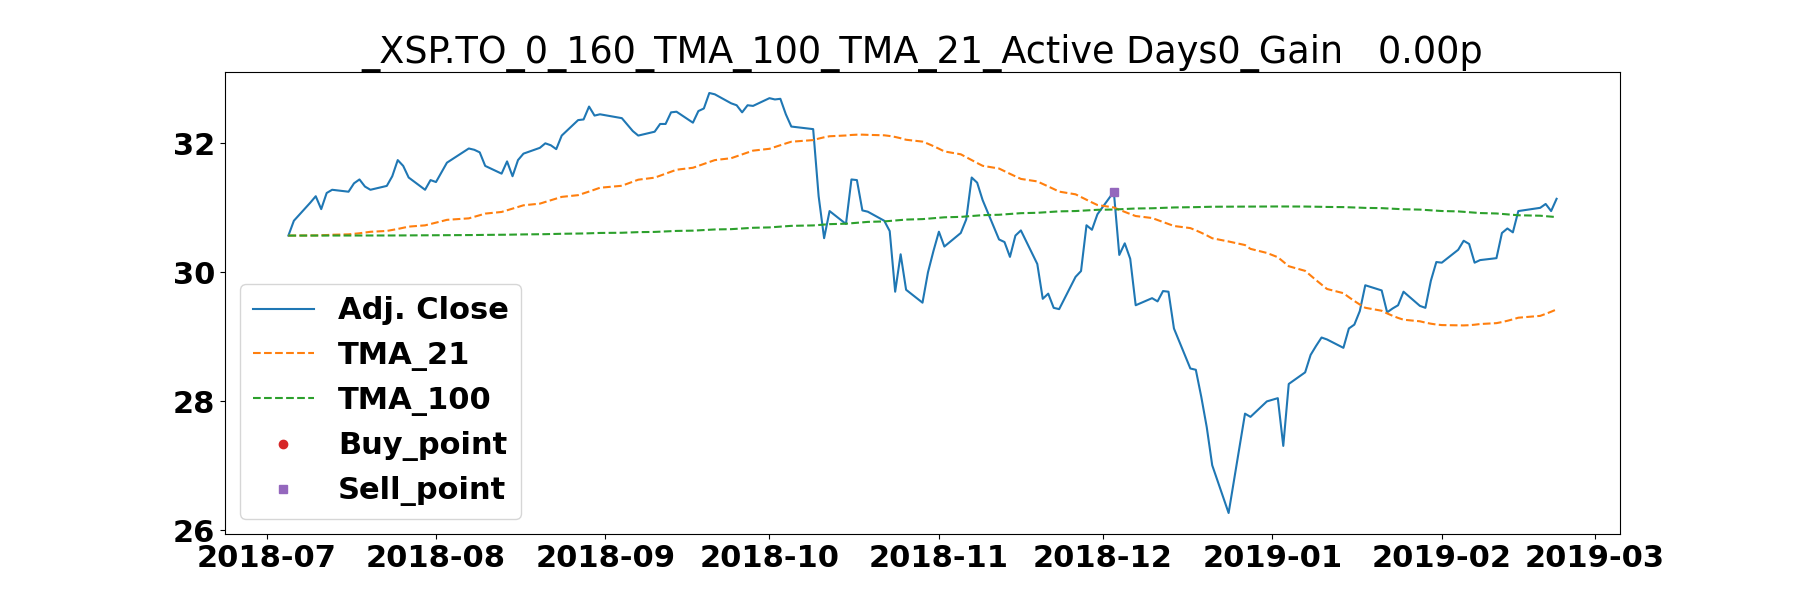 _XSP.TO_0_160_TMA_100_TMA_21_Active Days0_Gain   0.00p
32
30
28
26
Adj. Close
TMA_21
TMA_100
Buy_point
Sell_point
2018-07 2018-08 2018-09 2018-10 2018-11 2018-12 2019-01 2019-02 2019-03